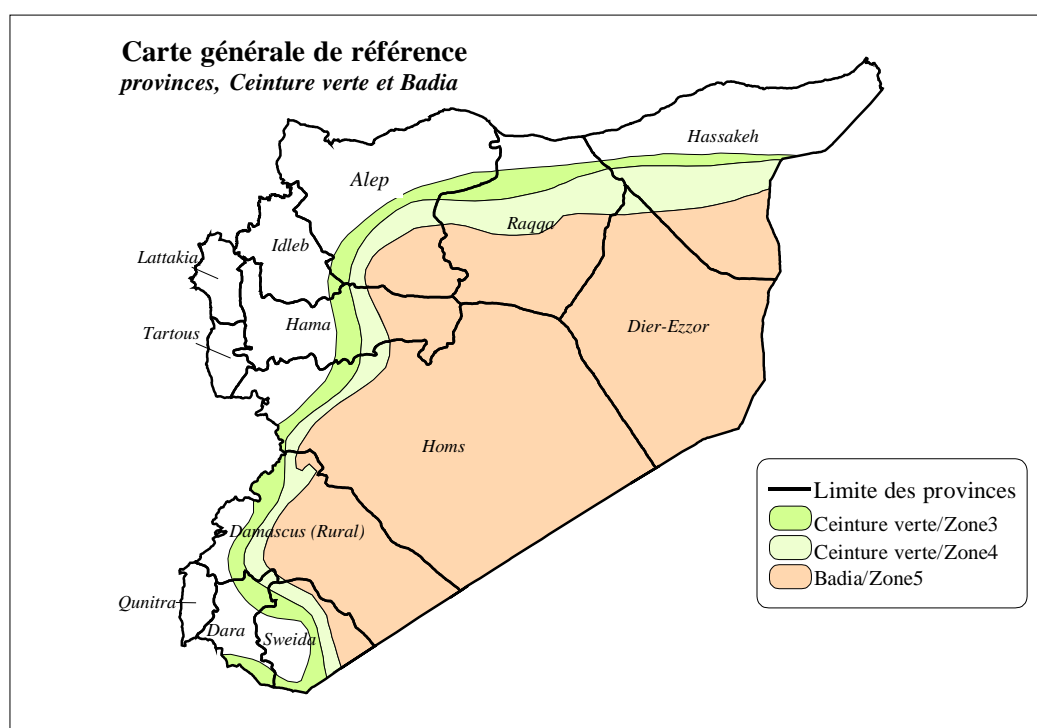 Carte générale de référence
provinces, Ceinture verte et Badia
Hassakeh
Alep
Raqqa
Idleb
Lattakia
Hama
Tartous
Dier-Ezzor
Homs
Damascus (Rural)
Qunitra
Dara
Sweida
Limite des provinces
Ceinture verte/Zone3
Ceinture verte/Zone4
Badia/Zone5